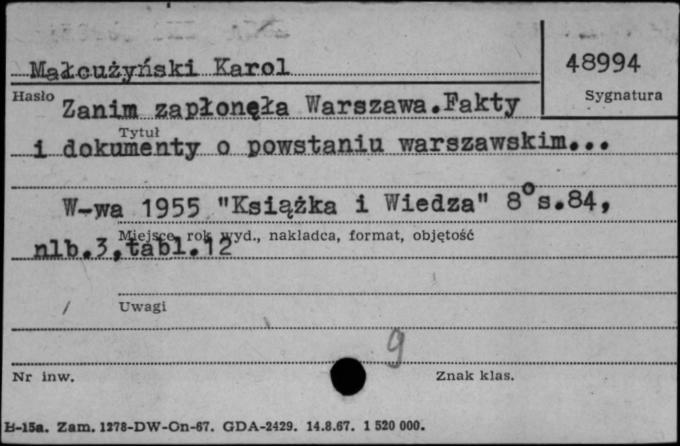 Małcużyński Karol
48994
Hasło
Sygnatura
Zanim zapłonęła Warszawa.Fakty
Tytuł
i dokumenty o powstaniu warszawskim...
W-wa 1955 "Książka i Wiedza" 8° s.84,
Miejsce, rok wyd., nakładca, format, objętość
nlb.3,tabl.12
Uwagi
9
Nr inw.
Znak klas.
B-15a. Zam. 1278-DW-On-67. GDA-2429. 14.8.67. 1 520 000.